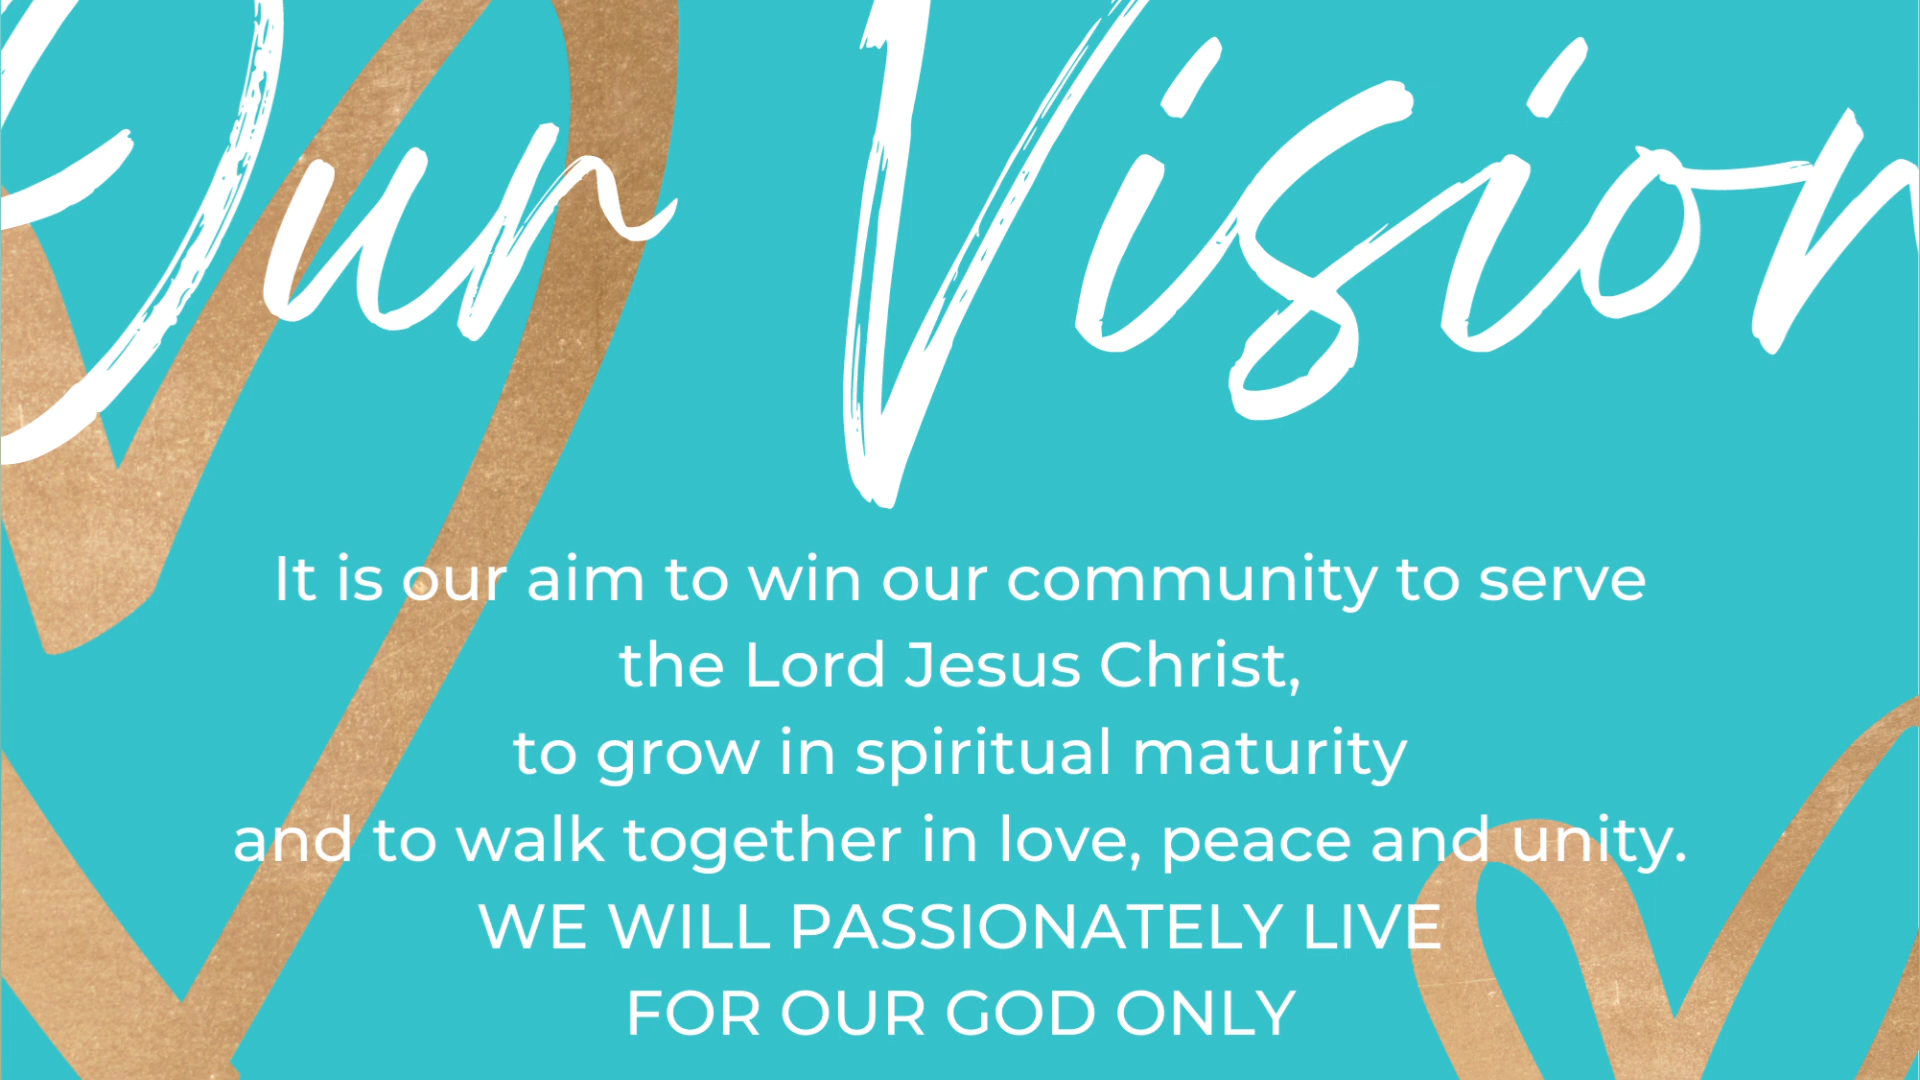 Our Vision
It is our aim to win our community to serve
the Lord Jesus Christ,
to grow in spiritual maturity
and to walk together in love, peace and unity.
WE WILL PASSIONATELY LIVE
FOR OUR GOD ONLY